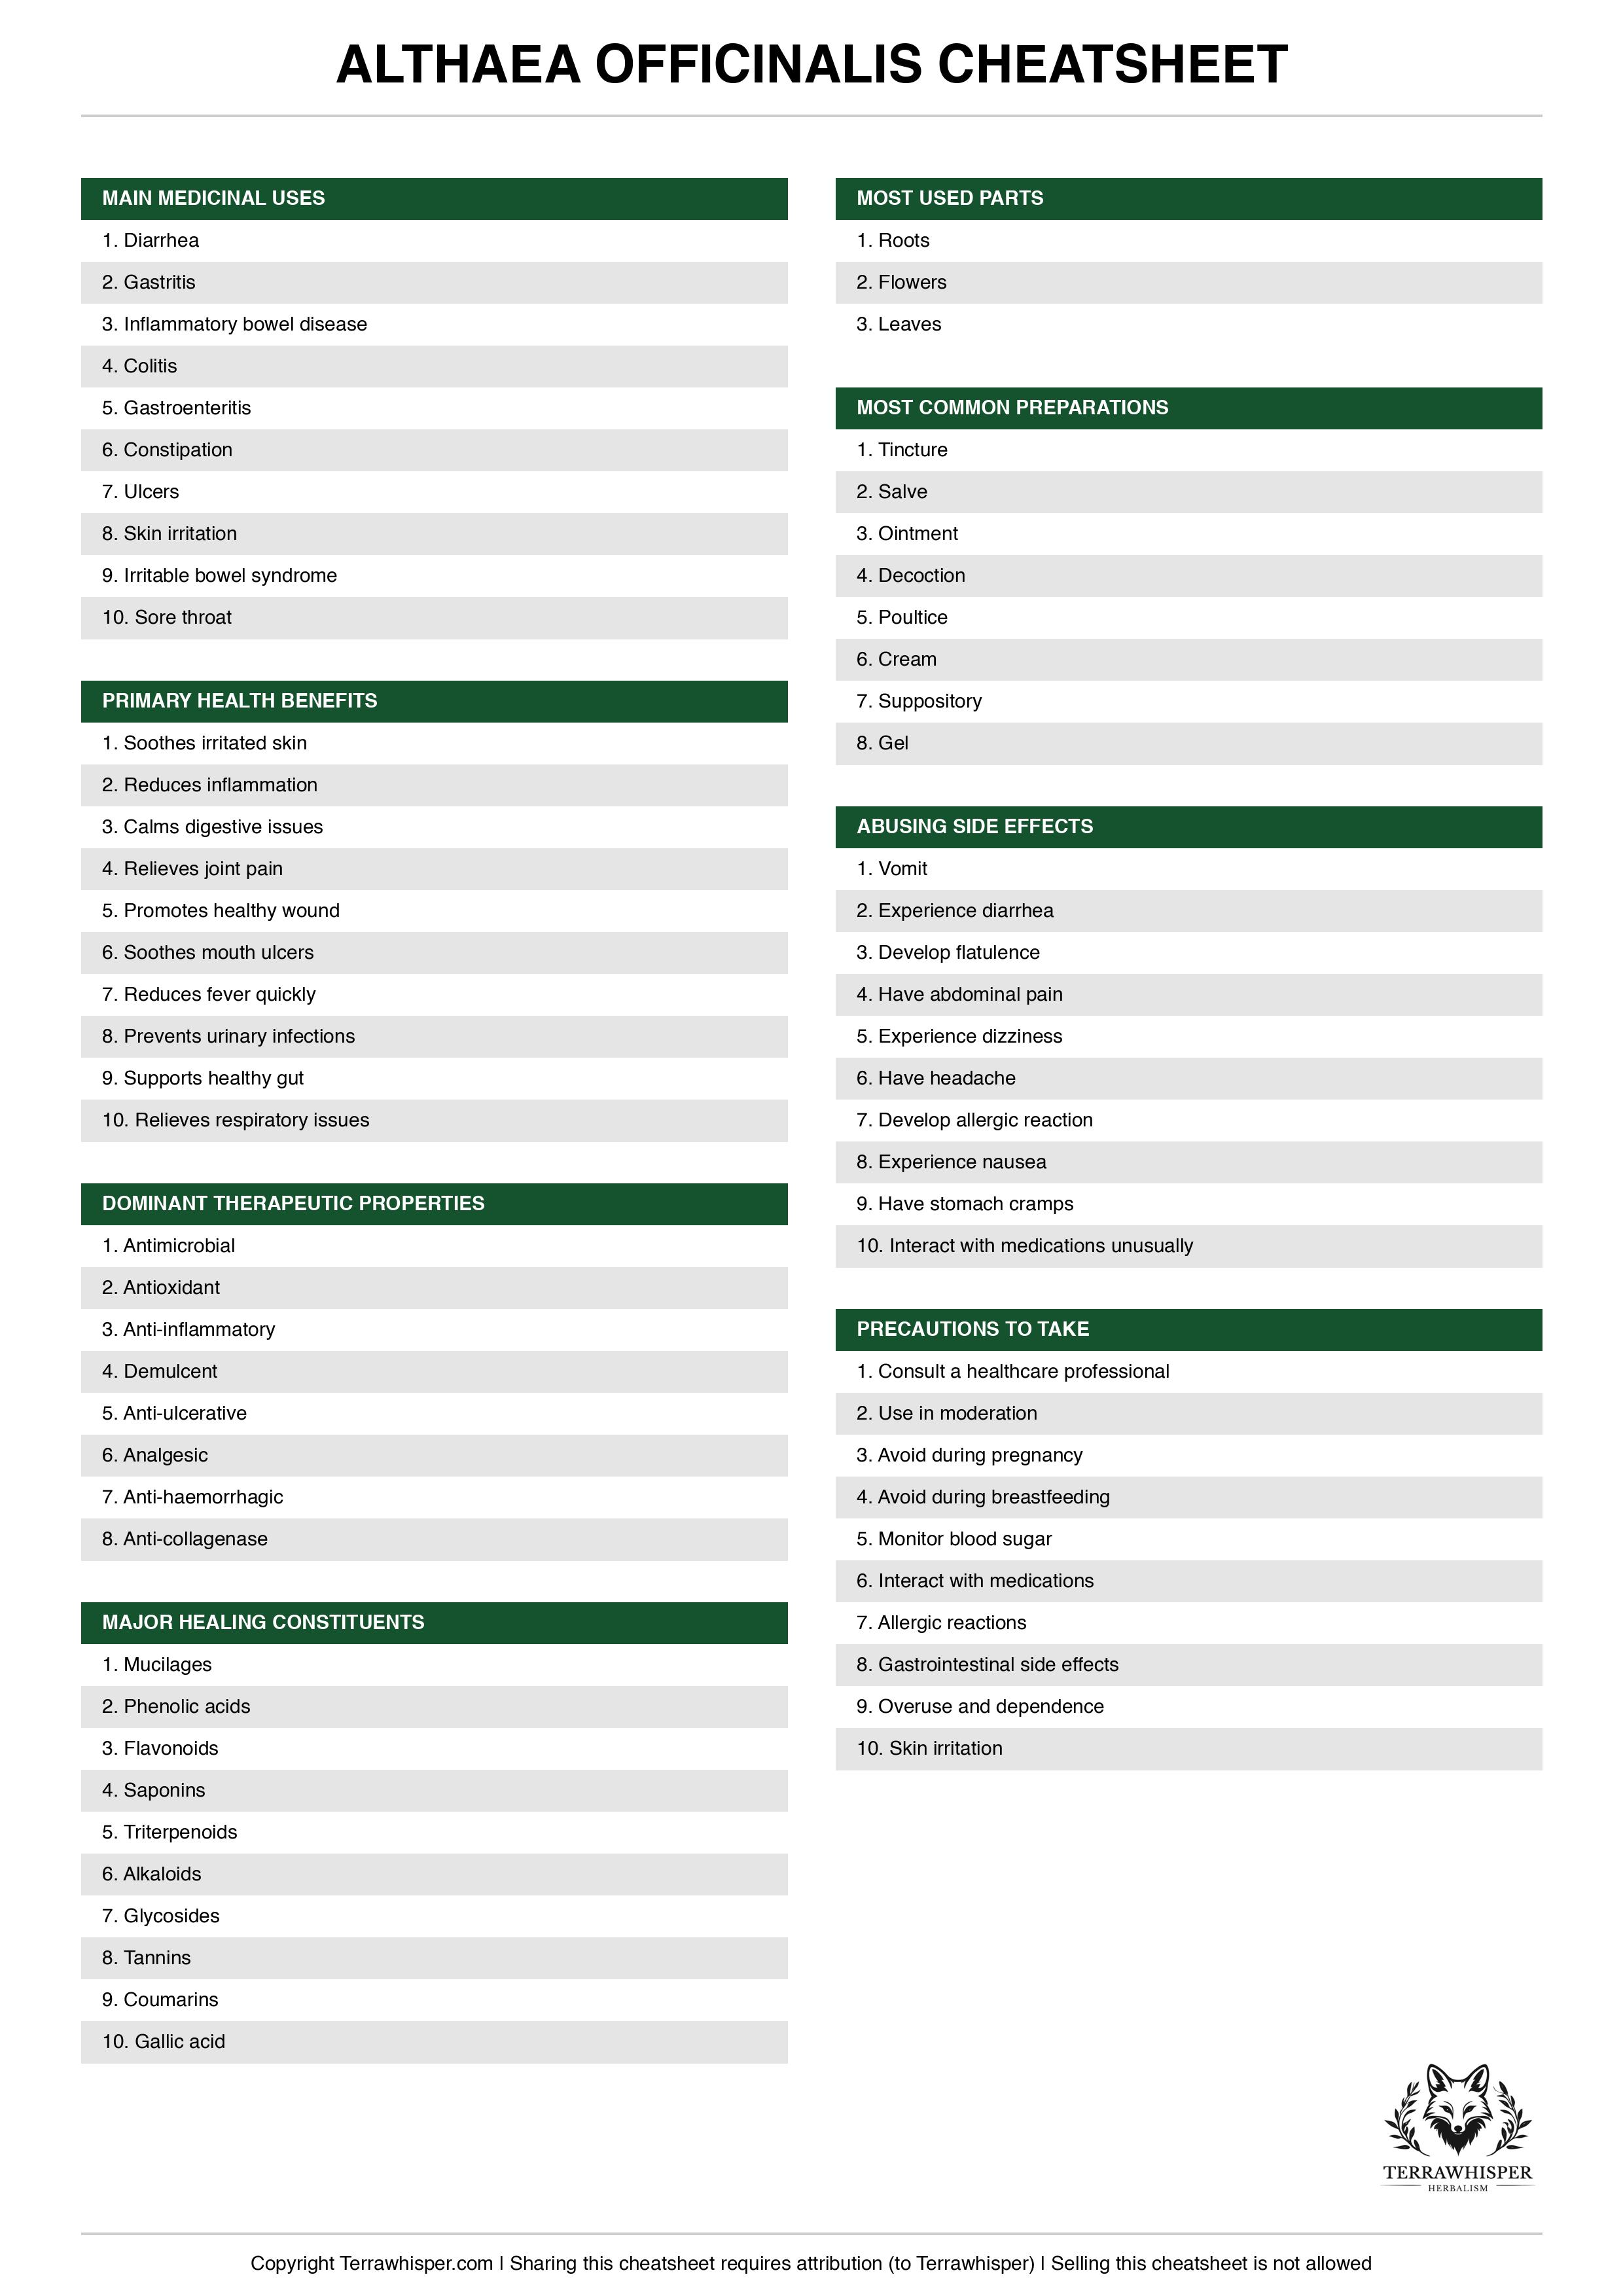 ALTHAEA OFFICINALIS CHEATSHEET
MAIN MEDICINAL USES
1. Diarrhea
2. Gastritis
3. Inflammatory bowel disease
4. Colitis
5. Gastroenteritis
6. Constipation
7. Ulcers
8. Skin irritation
9. Irritable bowel syndrome
10. Sore throat
PRIMARY HEALTH BENEFITS
1. Soothes irritated skin
2. Reduces inflammation
3. Calms digestive issues
4. Relieves joint pain
5. Promotes healthy wound
6. Soothes mouth ulcers
7. Reduces fever quickly
8. Prevents urinary infections
9. Supports healthy gut
10. Relieves respiratory issues
DOMINANT THERAPEUTIC PROPERTIES
1. Antimicrobial
2. Antioxidant
3. Anti-inflammatory
4. Demulcent
5. Anti-ulcerative
6. Analgesic
7. Anti-haemorrhagic
8. Anti-collagenase
MAJOR HEALING CONSTITUENTS
1. Mucilages
2. Phenolic acids
3. Flavonoids
4. Saponins
5. Triterpenoids
6. Alkaloids
7. Glycosides
8. Tannins
9. Coumarins
10. Gallic acid
MOST USED PARTS
1. Roots
2. Flowers
3. Leaves
MOST COMMON PREPARATIONS
1. Tincture
2. Salve
3. Ointment
4. Decoction
5. Poultice
6. Cream
7. Suppository
8. Gel
ABUSING SIDE EFFECTS
1. Vomit
2. Experience diarrhea
3. Develop flatulence
4. Have abdominal pain
5. Experience dizziness
6. Have headache
7. Develop allergic reaction
8. Experience nausea
9. Have stomach cramps
10. Interact with medications unusually
PRECAUTIONS TO TAKE
1. Consult a healthcare professional
2. Use in moderation
3. Avoid during pregnancy
4. Avoid during breastfeeding
5. Monitor blood sugar
6. Interact with medications
7. Allergic reactions
8. Gastrointestinal side effects
9. Overuse and dependence
10. Skin irritation
TERRAWHISPER
HERBALISM
Copyright Terrawhisper.com | Sharing this cheatsheet requires attribution (to Terrawhisper) | Selling this cheatsheet is not allowed